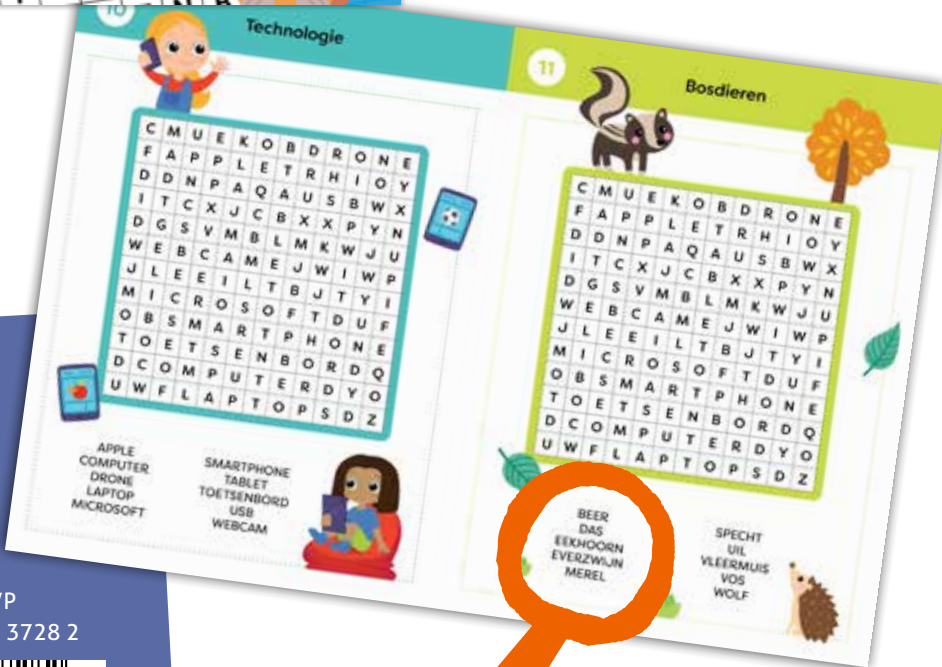 10
Technologie
C M U E K O B D R O N E
F A P P L E T R H I O Y
D D N P A Q A U S B W X
I T C X J C B X X P Y N
D G S V M B L M K W J U
W E B C A M E J W I W P
J L E E I L T B J T Y I
M I C R O S O F T D U F
O B S M A R T P H O N E
T O E T S E N B O R D Q
D C O M P U T E R D Y O
U W F L A P T O P S D Z
APPLE
COMPUTER
DRONE
LAPTOP
MICROSOFT
SMARTPHONE
TABLET
TOETSENBORD
USB
WEBCAM
11
Bosdieren
C M U E K O B D R O N E
F A P P L E T R H I O Y
D D N P A Q A U S B W X
I T C X J C B X X P Y N
D G S V M B L M K W J U
W E B C A M E J W I W P
J L E E I L T B J T Y I
M I C R O S O F T D U F
O B S M A R T P H O N E
T O E T S E N B O R D Q
D C O M P U T E R D Y O
U W F L A P T O P S D Z
BEER
DAS
EEKHOORN
EVERZWIJN
MEREL
SPECHT
UIL
VLEERMUIS
VOS
WOLF
3728 2